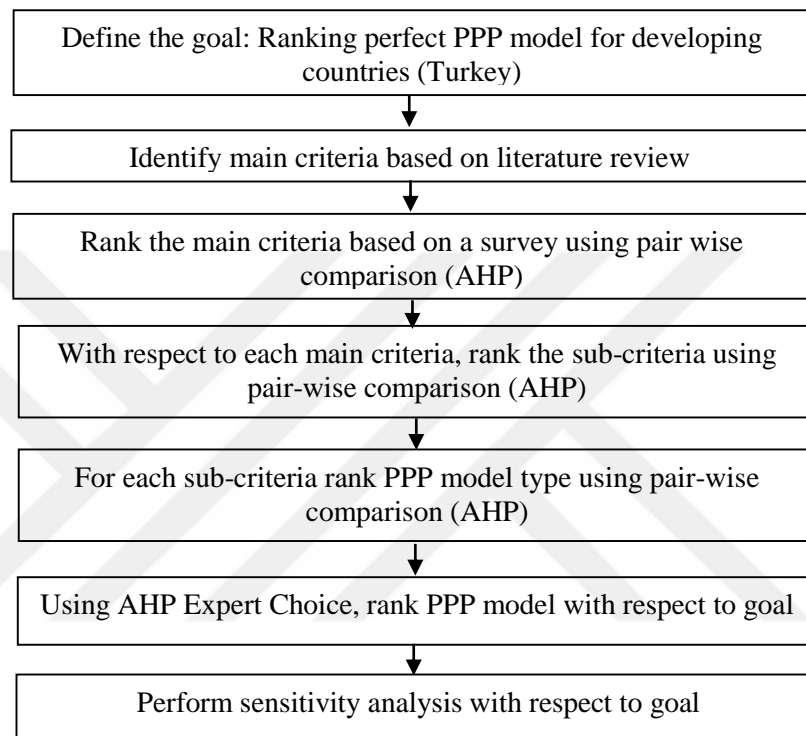 Define the goal: Ranking perfect PPP model for developing
countries (Turkey)
Identify main criteria based on literature review
Rank the main criteria based on a survey using pair wise
comparison (AHP)
With respect to each main criteria, rank the sub-criteria using
pair-wise comparison (AHP)
For each sub-criteria rank PPP model type using pair-wise
comparison (AHP)
Using AHP Expert Choice, rank PPP model with respect to goal
Perform sensitivity analysis with respect to goal